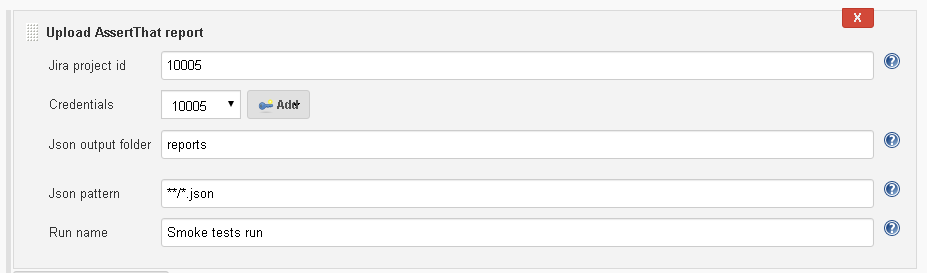 X
Upload AssertThat report
Jira project id 10005 ?
Credentials 10005 Add
Json output folder reports ?
Json pattern **/*.json ?
Run name Smoke tests run ?